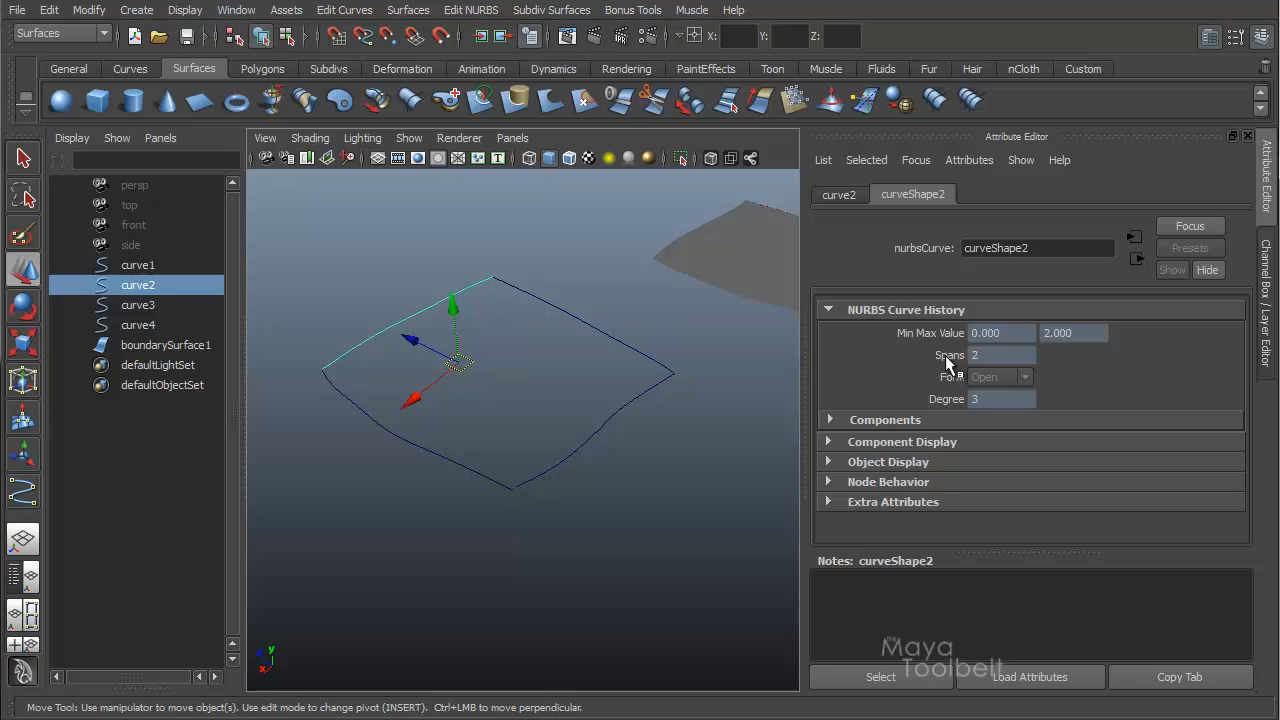 File Edit Modify Create Display Window Assets Edit Curves Surfaces Edit NURBS Subdiv Surfaces Bonus Tools Muscle Help
Surfaces X: Y: Z:
General Curves Surfaces Polygons Subdivs Deformation Animation Dynamics Rendering PaintEffects Toon Muscle Fluids Fur Hair nCloth Custom
Display Show Panels
View Shading Lighting Show Renderer Panels
persp
top
front
side
curve1
curve2
curve3
curve4
boundarySurface1
defaultLightSet
defaultObjectSet
y
x
Attribute Editor
List Selected Focus Attributes Show Help
curve2 curveShape2
nurbsCurve: curveShape2
Focus
Presets
Show Hide
NURBS Curve History
Min Max Value 0.000 2.000
Spans 2
Form Open
Degree 3
Components
Component Display
Object Display
Node Behavior
Extra Attributes
Notes: curveShape2
the Maya
Toolbelt
Select Load Attributes Copy Tab
Attribute Editor
Channel Box / Layer Editor
Move Tool: Use manipulator to move object(s). Use edit mode to change pivot (INSERT). Ctrl+LMB to move perpendicular.